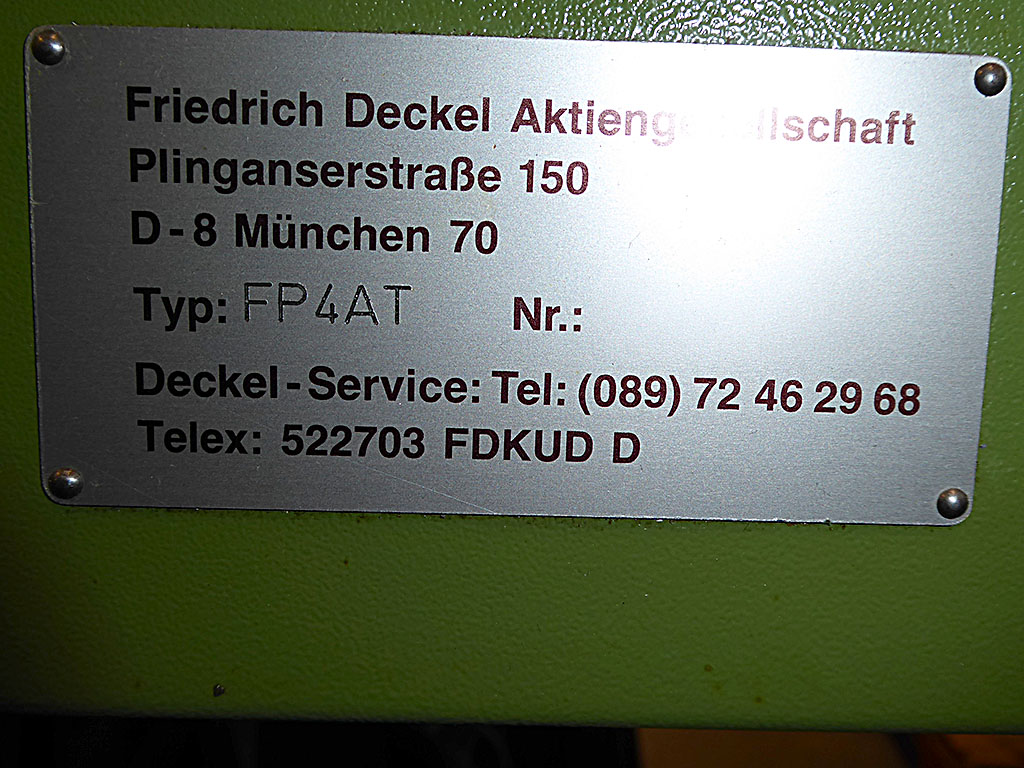 Friedrich Deckel Aktiengesellschaft
Plinganserstraße 150
D-8 München 70
Typ: FP4AT Nr.:
Deckel-Service: Tel: (089) 72 46 29 68
Telex: 522703 FDKUD D